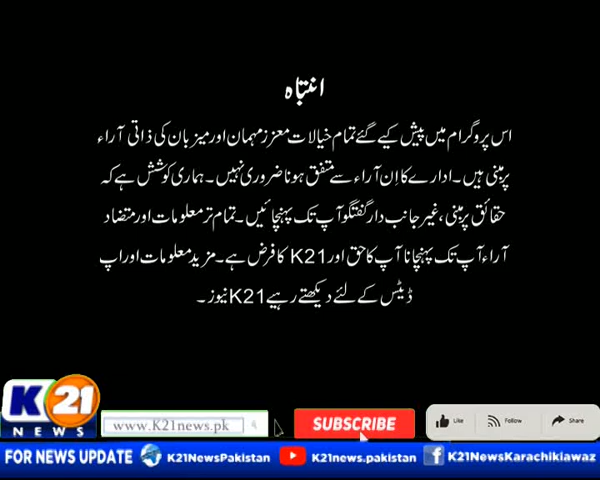 انتباہ
اس پروگرام میں پیش کیے گئے تمام خیالات معزز مہمان اور میزبان کی ذاتی آراء
پر مبنی ہیں۔ ادارے کا اِن آراء سے متفق ہونا ضروری نہیں۔ ہماری کوشش ہے کہ
حقائق پر مبنی، غیر جانب دار گفتگو آپ تک پہنچائیں۔ تمام تر معلومات اور متضاد
آراء آپ تک پہنچانا آپ کا حق اور K21 کا فرض ہے۔ مزید معلومات اور اپ
ڈیٹس کے لئے دیکھتے رہیے K21 نیوز۔
K21
NEWS
www.K21news.pk
SUBSCRIBE
Like
Follow
Share
FOR NEWS UPDATE K21NewsPakistan K21news.pakistan K21NewsKarachikiawaz